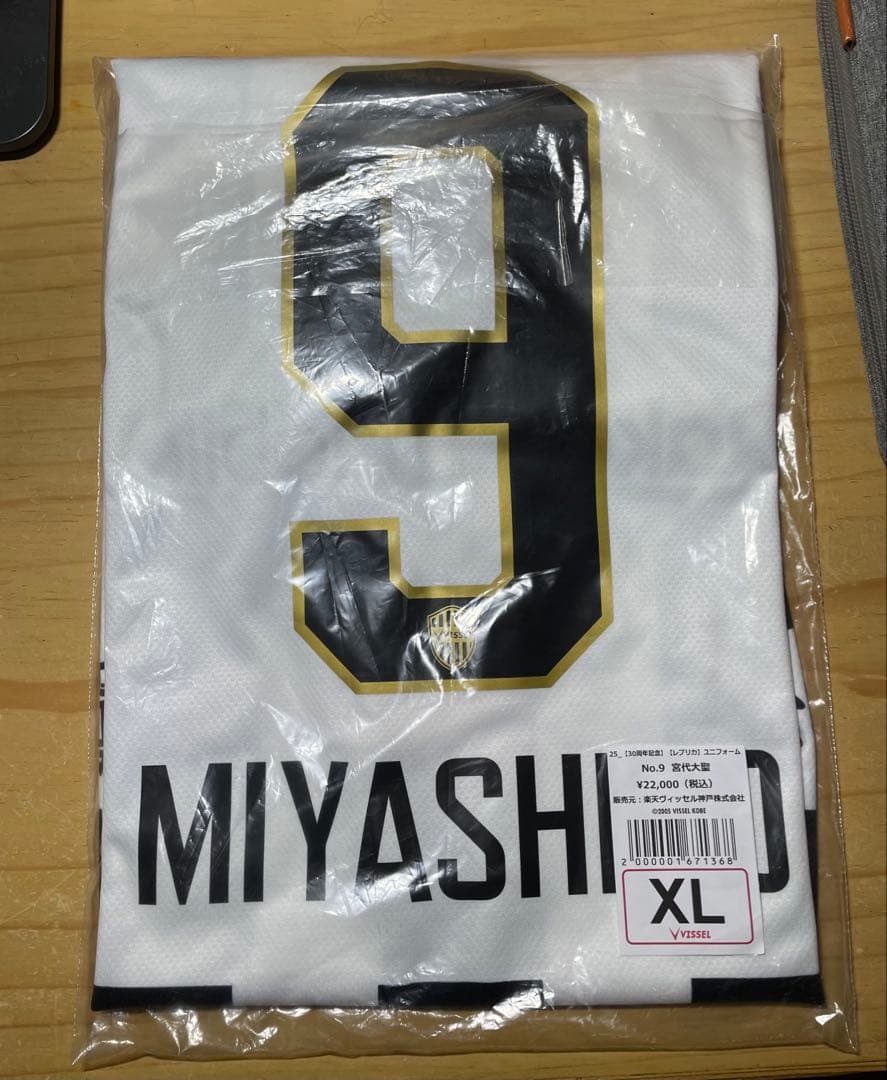 9
VISSEL
MIYASHI O
25_【30周年記念】【レプリカ】ユニフォーム
No.9 宮代大聖
¥22,000（税込）
販売元：楽天ヴィッセル神戸株式会社
©2005 VISSEL KOBE
2 000001 671368
XL
VISSEL